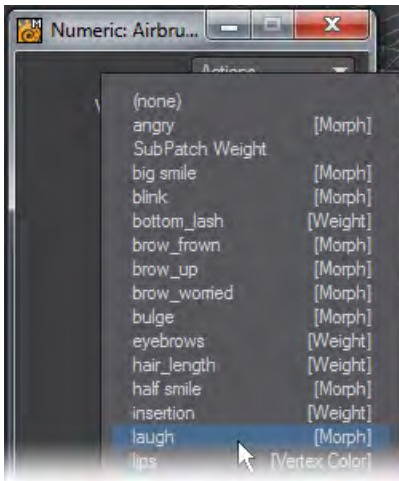 Numeric: Airbru...
Actions
V
(none)
angry [Morph]
SubPatch Weight
big smile [Morph]
blink [Morph]
bottom_lash [Weight]
brow_frown [Morph]
brow_up [Morph]
brow_worried [Morph]
bulge [Morph]
eyebrows [Weight]
hair_length [Weight]
half smile [Morph]
insertion [Weight]
laugh [Morph]
lips [Vertex Color]